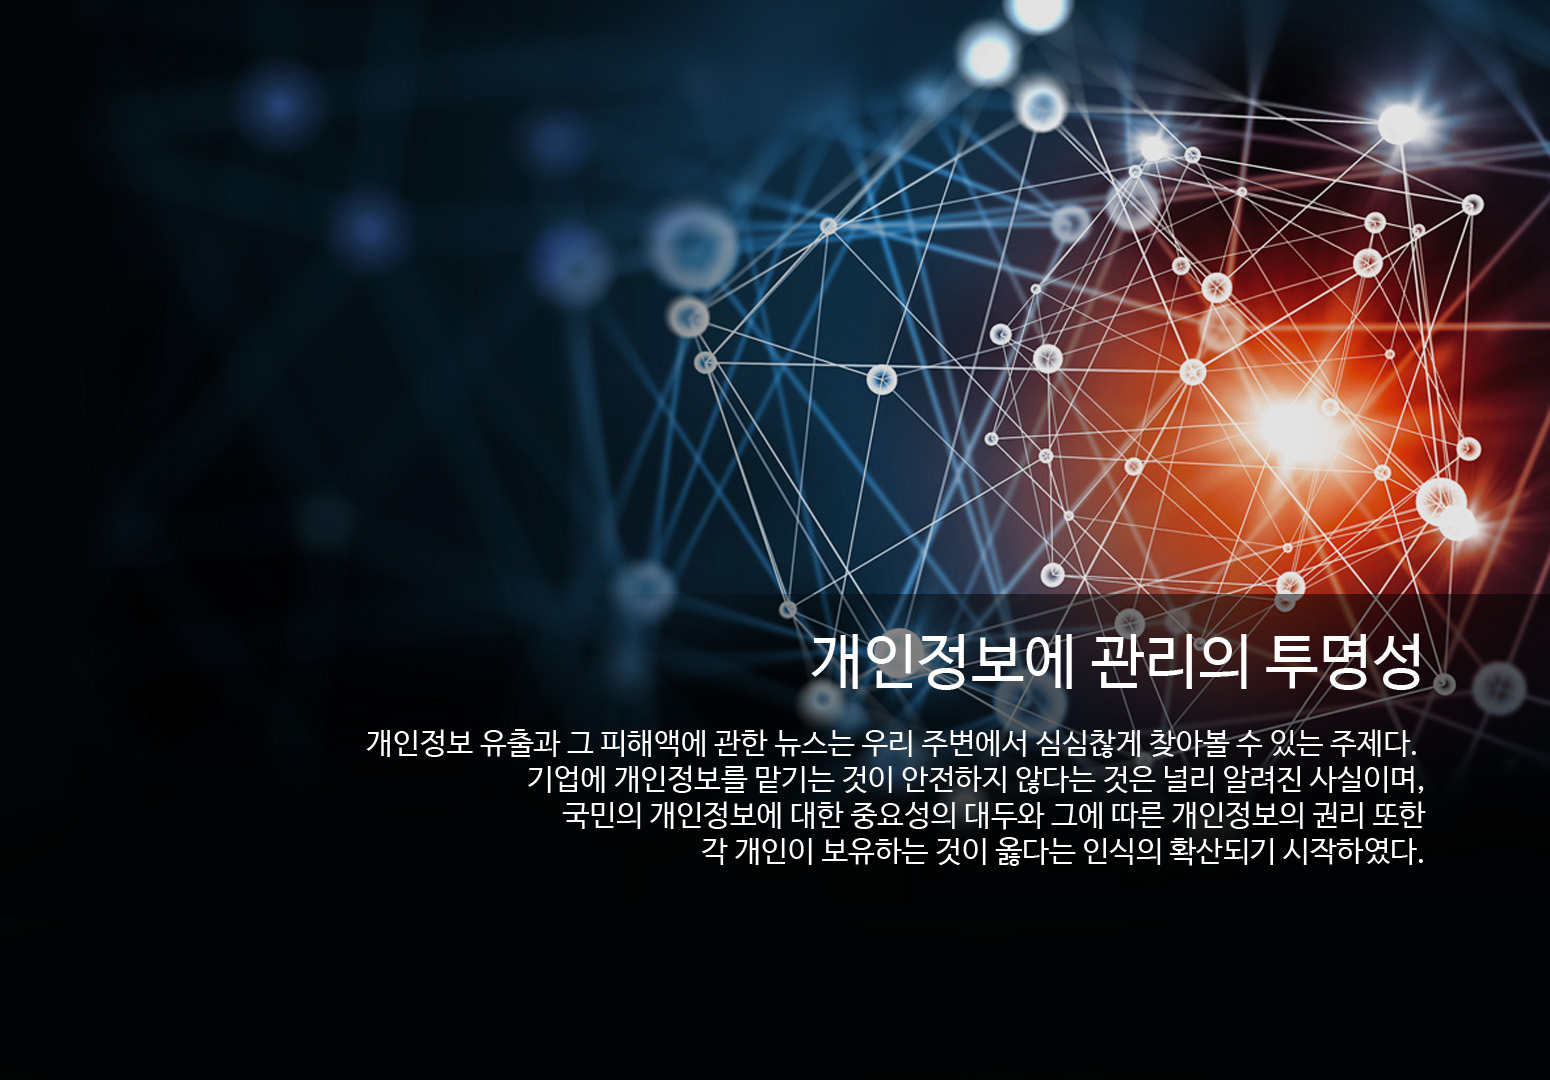 개인정보에 관리의 투명성
개인정보 유출과 그 피해액에 관한 뉴스는 우리 주변에서 심심찮게 찾아볼 수 있는 주제다.
기업에 개인정보를 맡기는 것이 안전하지 않다는 것은 널리 알려진 사실이며,
국민의 개인정보에 대한 중요성의 대두와 그에 따른 개인정보의 권리 또한
각 개인이 보유하는 것이 옳다는 인식의 확산되기 시작하였다.